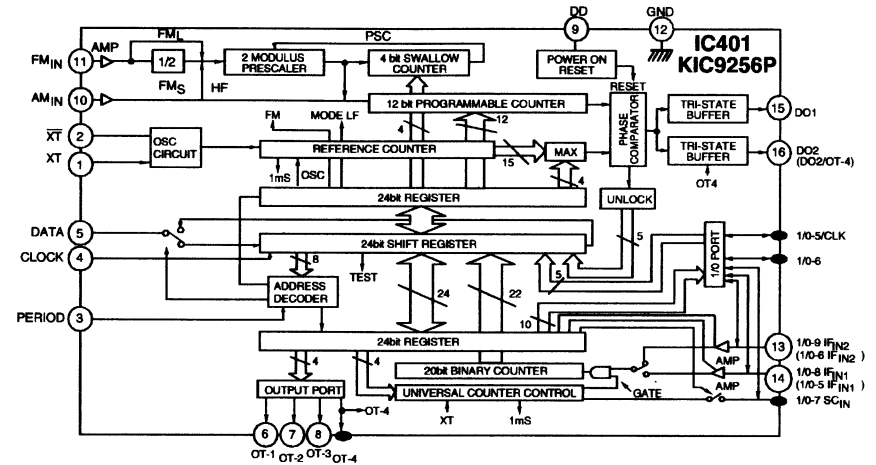 DD
GND
9
12
IC401
KIC9256P
FML
PSC
AMP
FMIN
11
1/2
FMS
HF
2 MODULUS
PRESCALER
4 bit SWALLOW
COUNTER
POWER ON
RESET
RESET
AMIN
10
12 bit PROGRAMMABLE COUNTER
PHASE
COMPARATOR
TRI-STATE
BUFFER
15
DO1
XT
2
XT
1
OSC
CIRCUIT
FM
MODE LF
4
12
REFERENCE COUNTER
15
MAX
TRI-STATE
BUFFER
16
DO2
(DO2/OT-4)
OT4
1mS
OSC
4
24bit REGISTER
UNLOCK
DATA
5
CLOCK
4
24bit SHIFT REGISTER
8
TEST
5
5
1/0 PORT
1/0-5/CLK
1/0-6
ADDRESS
DECODER
24
22
10
PERIOD
3
24bit REGISTER
13
1/0-9 IFIN2
(1/0-6 IFIN2 )
AMP
4
4
20bit BINARY COUNTER
14
1/0-8 IFIN1
(1/0-5 IFIN1 )
AMP
OUTPUT PORT
UNIVERSAL COUNTER CONTROL
GATE
1/0-7 SCIN
OT-4
XT
1mS
6
7
8
OT-1
OT-2
OT-3
OT-4